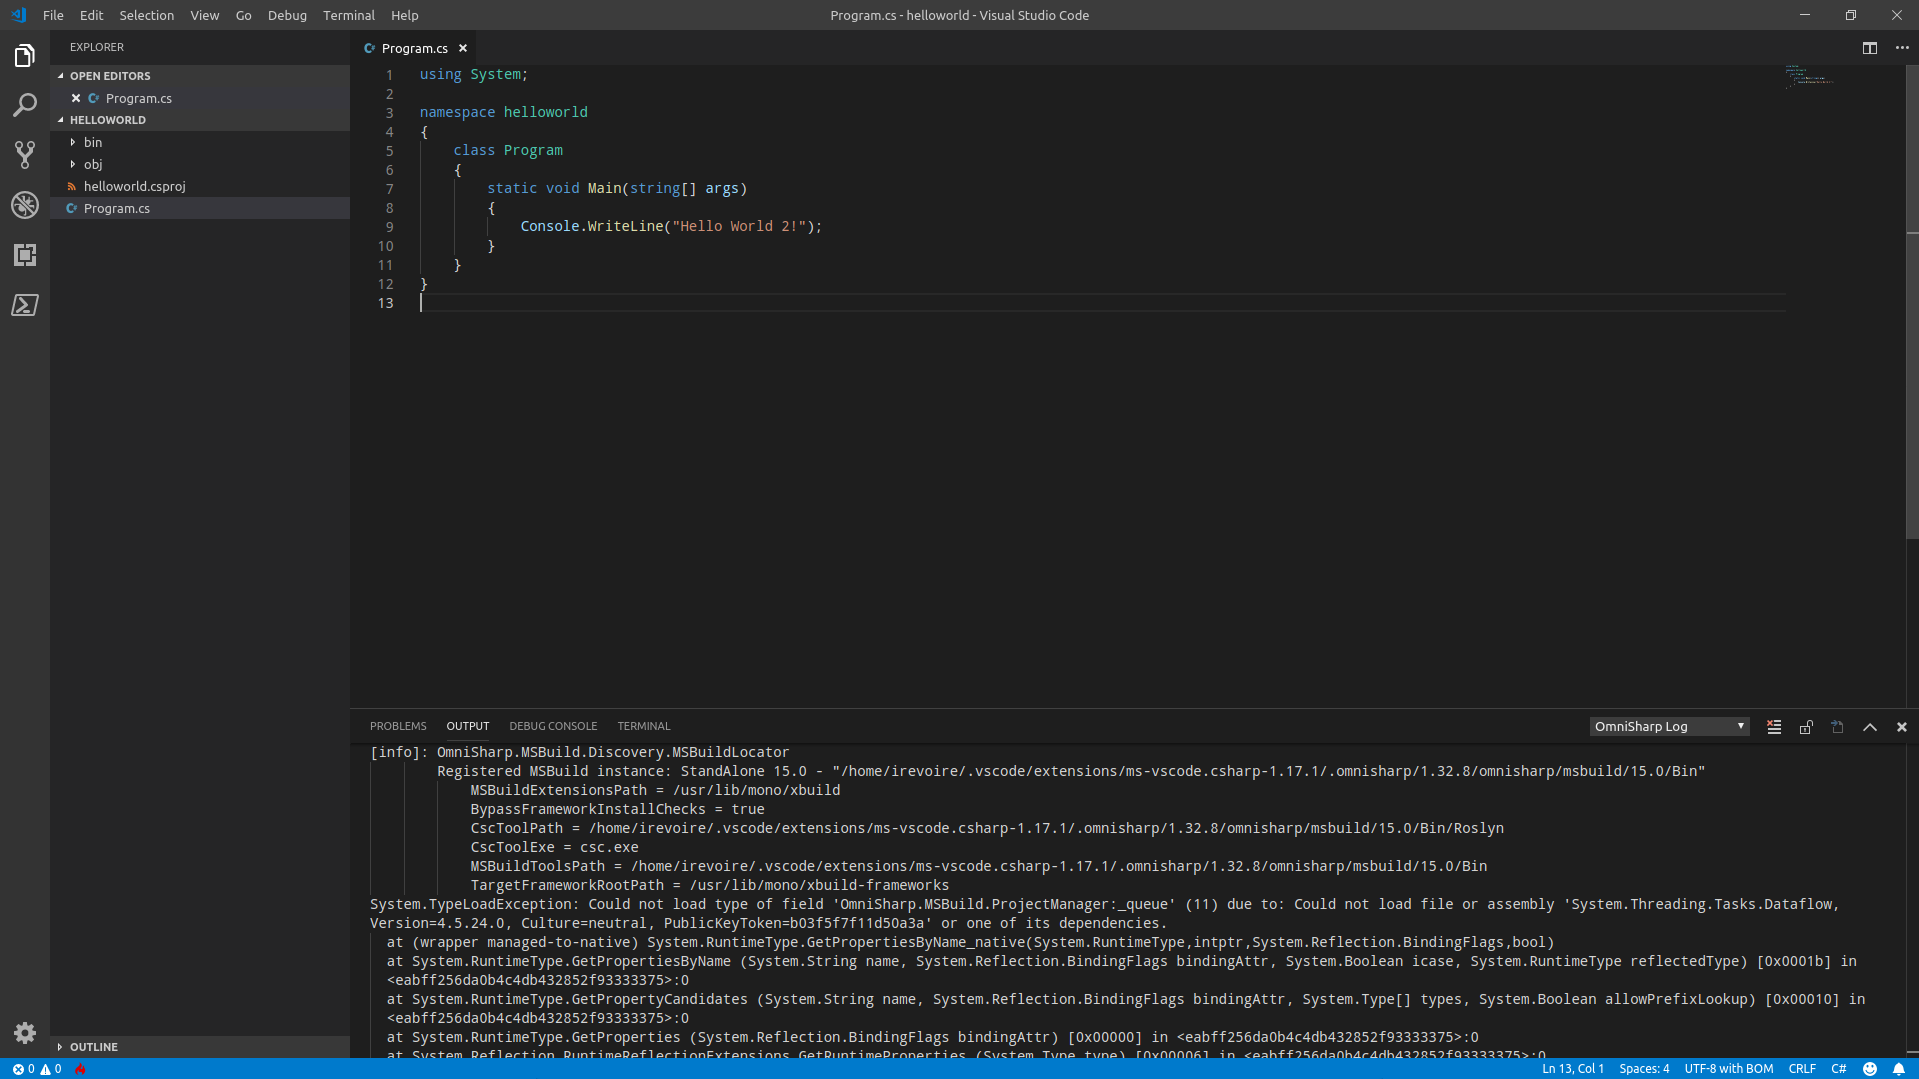 File Edit Selection View Go Debug Terminal Help
Program.cs - helloworld - Visual Studio Code
EXPLORER
OPEN EDITORS
Program.cs
HELLOWORLD
bin
obj
helloworld.csproj
Program.cs
OUTLINE
Program.cs
1 using System;
2
3 namespace helloworld
4 {
5 class Program
6 {
7 static void Main(string[] args)
8 {
9 Console.WriteLine("Hello World 2!");
10 }
11 }
12 }
13
PROBLEMS OUTPUT DEBUG CONSOLE TERMINAL
OmniSharp Log
[info]: OmniSharp.MSBuild.Discovery.MSBuildLocator
Registered MSBuild instance: StandAlone 15.0 - "/home/irevoire/.vscode/extensions/ms-vscode.csharp-1.17.1/.omnisharp/1.32.8/omnisharp/msbuild/15.0/Bin"
MSBuildExtensionsPath = /usr/lib/mono/xbuild
BypassFrameworkInstallChecks = true
CscToolPath = /home/irevoire/.vscode/extensions/ms-vscode.csharp-1.17.1/.omnisharp/1.32.8/omnisharp/msbuild/15.0/Bin/Roslyn
CscToolExe = csc.exe
MSBuildToolsPath = /home/irevoire/.vscode/extensions/ms-vscode.csharp-1.17.1/.omnisharp/1.32.8/omnisharp/msbuild/15.0/Bin
TargetFrameworkRootPath = /usr/lib/mono/xbuild-frameworks
System.TypeLoadException: Could not load type of field 'OmniSharp.MSBuild.ProjectManager:_queue' (11) due to: Could not load file or assembly 'System.Threading.Tasks.Dataflow,
Version=4.5.24.0, Culture=neutral, PublicKeyToken=b03f5f7f11d50a3a' or one of its dependencies.
at (wrapper managed-to-native) System.RuntimeType.GetPropertiesByName_native(System.RuntimeType,intptr,System.Reflection.BindingFlags,bool)
at System.RuntimeType.GetPropertiesByName (System.String name, System.Reflection.BindingFlags bindingAttr, System.Boolean icase, System.RuntimeType reflectedType) [0x0001b] in
<eabff256da0b4c4db432852f93333375>:0
at System.RuntimeType.GetPropertyCandidates (System.String name, System.Reflection.BindingFlags bindingAttr, System.Type[] types, System.Boolean allowPrefixLookup) [0x00010] in
<eabff256da0b4c4db432852f93333375>:0
at System.RuntimeType.GetProperties (System.Reflection.BindingFlags bindingAttr) [0x00000] in <eabff256da0b4c4db432852f93333375>:0
at System.Reflection.RuntimeReflectionExtensions.GetRuntimeProperties (System.Type type) [0x00006] in <eabff256da0b4c4db432852f93333375>:0
0 0
Ln 13, Col 1 Spaces: 4 UTF-8 with BOM CRLF C#